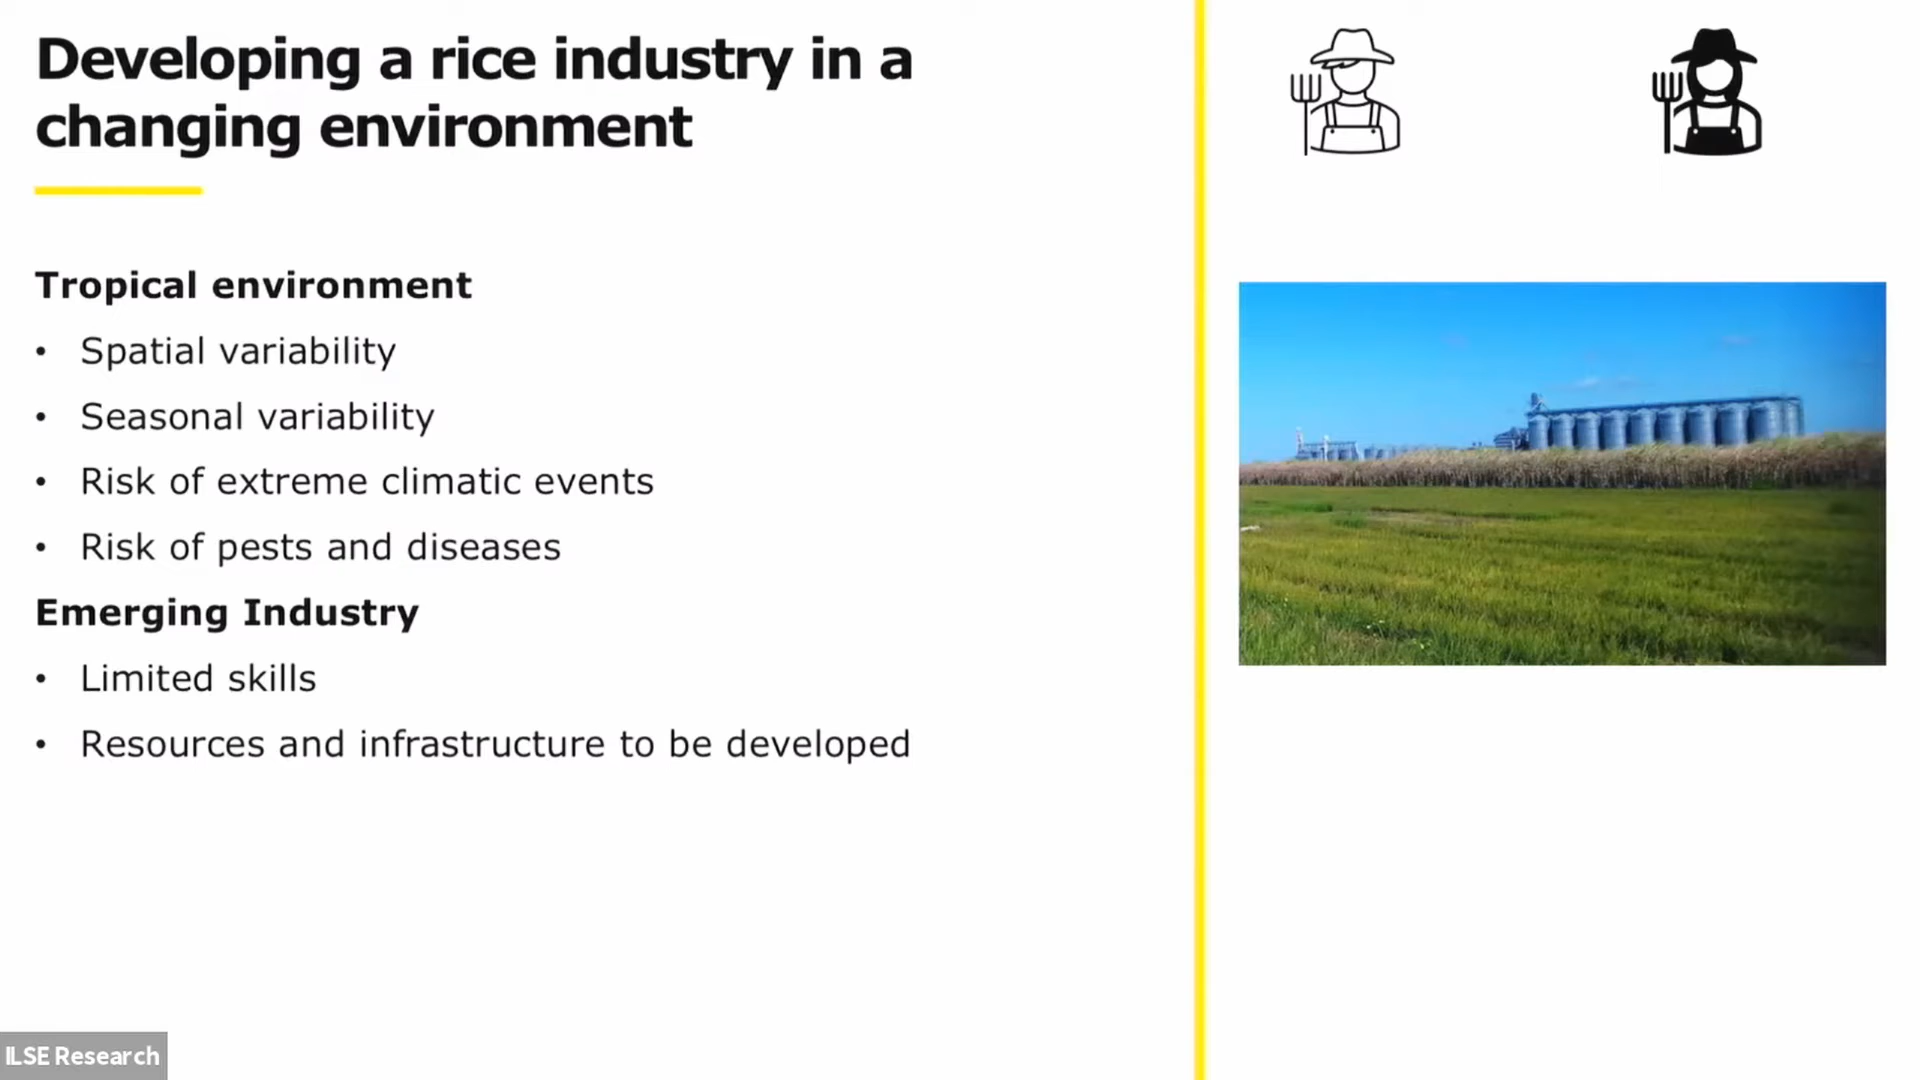 Developing a rice industry in a
changing environment
Tropical environment
• Spatial variability
• Seasonal variability
• Risk of extreme climatic events
• Risk of pests and diseases
Emerging Industry
• Limited skills
• Resources and infrastructure to be developed
ILSE Research